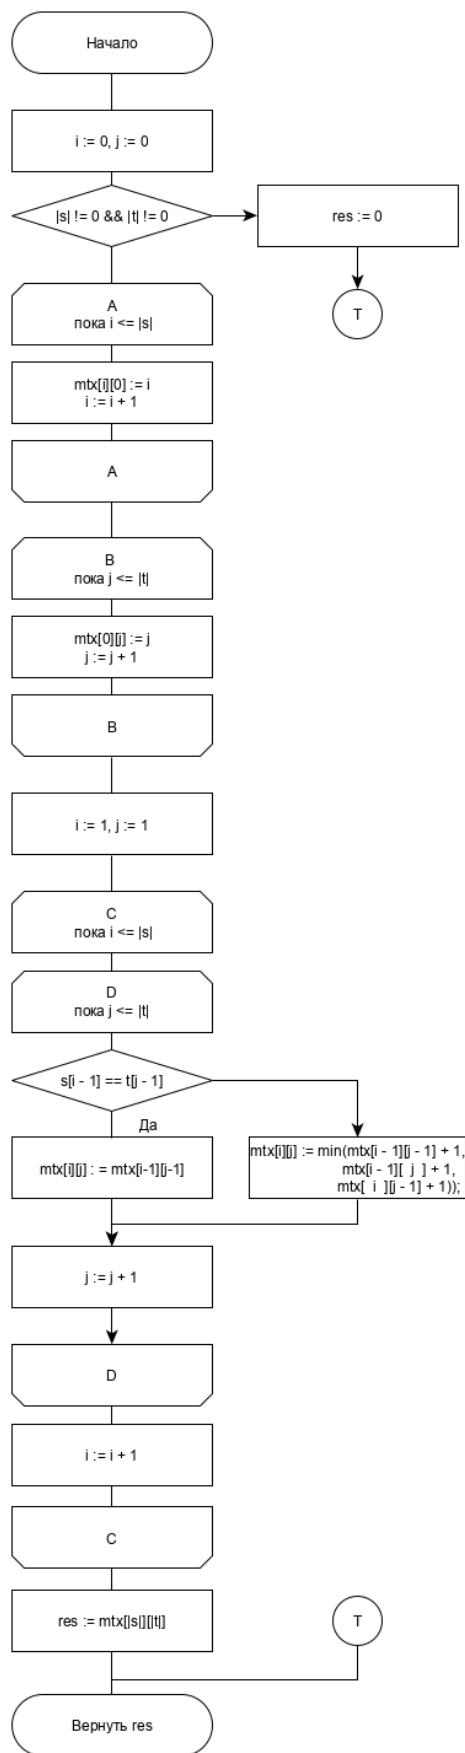 Начало
i := 0, j := 0
|s| != 0 && |t| != 0
res := 0
T
A
пока i <= |s|
mtx[i][0] := i
i := i + 1
A
B
пока j <= |t|
mtx[0][j] := j
j := j + 1
B
i := 1, j := 1
C
пока i <= |s|
D
пока j <= |t|
s[i - 1] == t[j - 1]
Да
mtx[i][j] : = mtx[i-1][j-1]
mtx[i][j] := min(mtx[i - 1][j - 1] + 1,
mtx[i - 1][ j ] + 1,
mtx[ i ][j - 1] + 1));
j := j + 1
D
i := i + 1
C
res := mtx[|s|][|t|]
T
Вернуть res